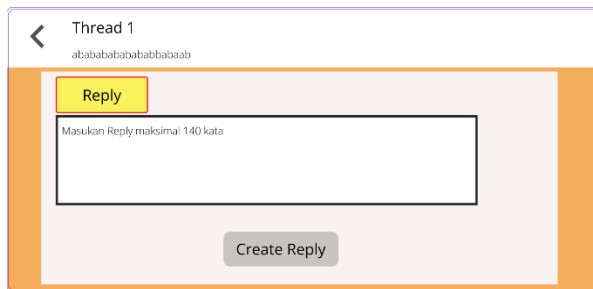 Thread 1
abababababababbabaab
Reply
Masukan Reply maksimal 140 kata
Create Reply